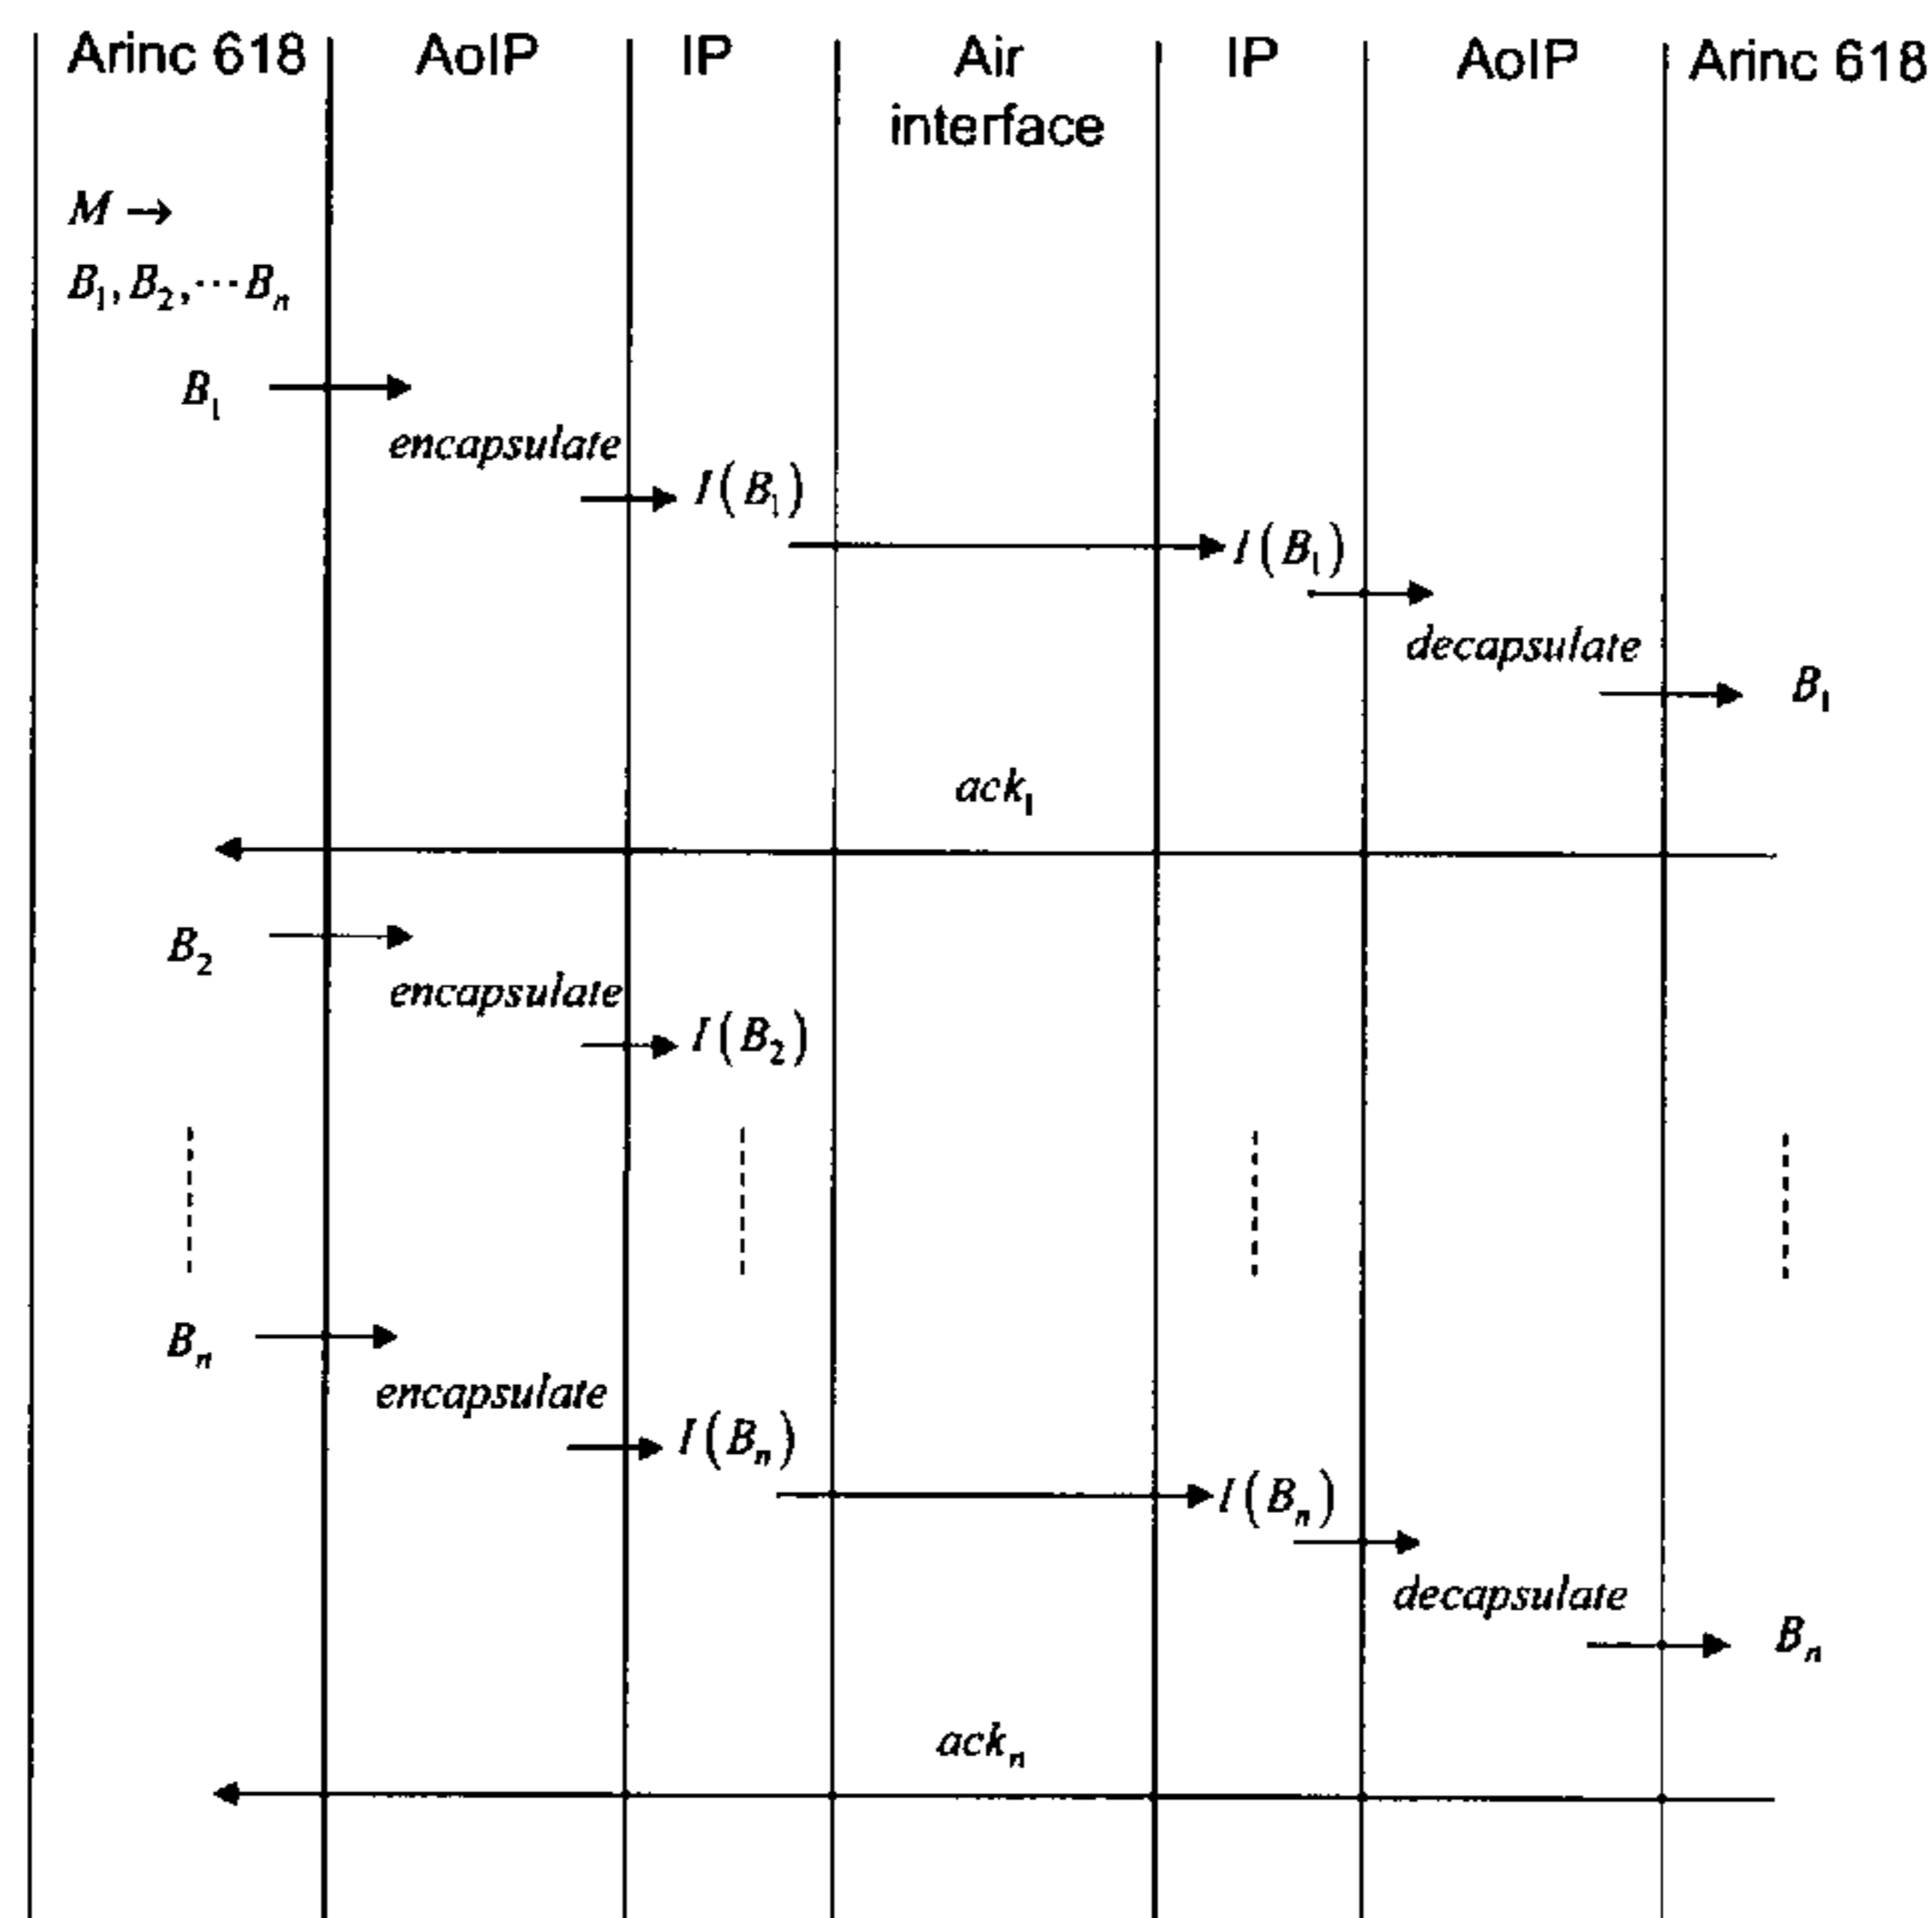 Arinc 618 AoIP IP Air interface IP AoIP Arinc 618
M →
B₁, B₂, ⋯ Bₙ
B₁
encapsulate
I(B₁)
I(B₁)
decapsulate
B₁
ack₁
B₂
encapsulate
I(B₂)
Bₙ
encapsulate
I(Bₙ)
I(Bₙ)
decapsulate
Bₙ
ackₙ